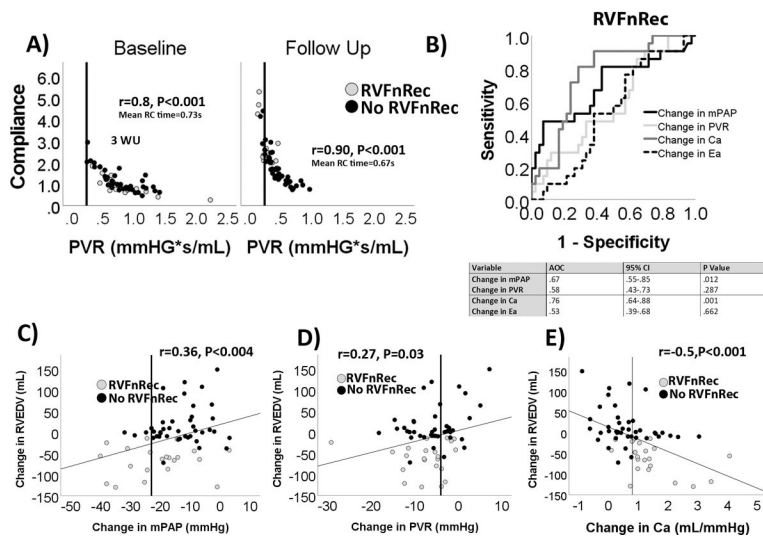 A)
Baseline
Follow Up
Compliance
6.0
5.0
4.0
3.0
2.0
1.0
.0
r=0.8, P<0.001
Mean RC time=0.73s
3 WU
RVFnRec
No RVFnRec
r=0.90, P<0.001
Mean RC time=0.67s
.0 .5 1.0 1.5 2.0 2.5
.0 .5 1.0 1.5 2.0 2.5
PVR (mmHG*s/mL)
PVR (mmHG*s/mL)
B)
RVFnRec
Sensitivity
1.0
0.8
0.6
0.4
0.2
0.0
Change in mPAP
Change in PVR
Change in Ca
Change in Ea
0.0 0.2 0.4 0.6 0.8 1.0
1 - Specificity
Variable AOC 95% CI P Value
Change in mPAP .67 .55-.85 .012
Change in PVR .58 .43-.73 .287
Change in Ca .76 .64-.88 .001
Change in Ea .53 .39-.68 .662
C)
r=0.36, P<0.004
RVFnRec
No RVFnRec
Change in RVEDV (mL)
150
100
50
0
-50
-100
-150
-50 -40 -30 -20 -10 0 10
Change in mPAP (mmHg)
D)
r=0.27, P=0.03
RVFnRec
No RVFnRec
Change in RVEDV (mL)
150
100
50
0
-50
-100
-150
-30 -20 -10 0 10
Change in PVR (mmHg)
E)
r=-0.5,P<0.001
RVFnRec
No RVFnRec
Change in RVEDV (mL)
150
100
50
0
-50
-100
-150
-1 0 1 2 3 4 5
Change in Ca (mL/mmHg)